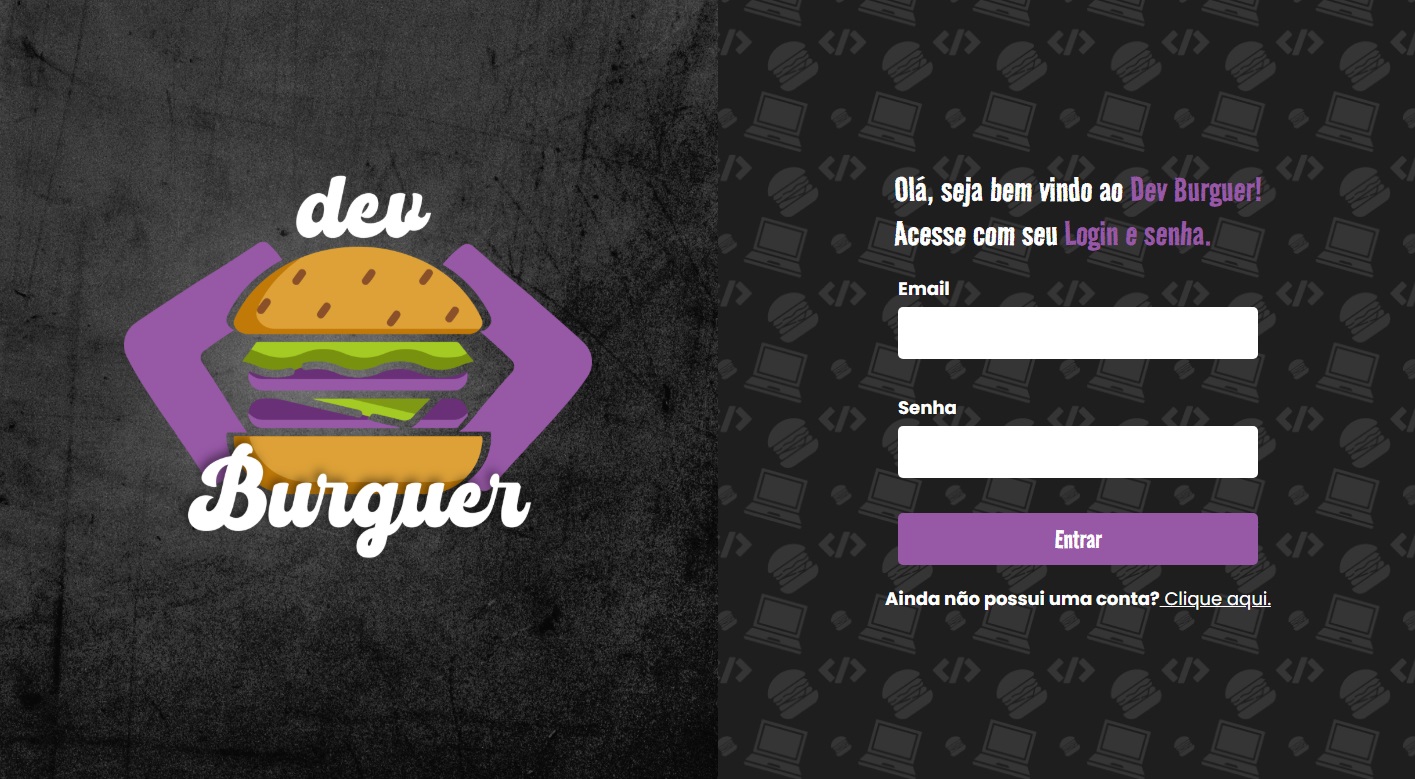 dev
Burguer
Olá, seja bem vindo ao Dev Burguer!
Acesse com seu Login e senha.
Email
Senha
Entrar
Ainda não possui uma conta? Clique aqui.